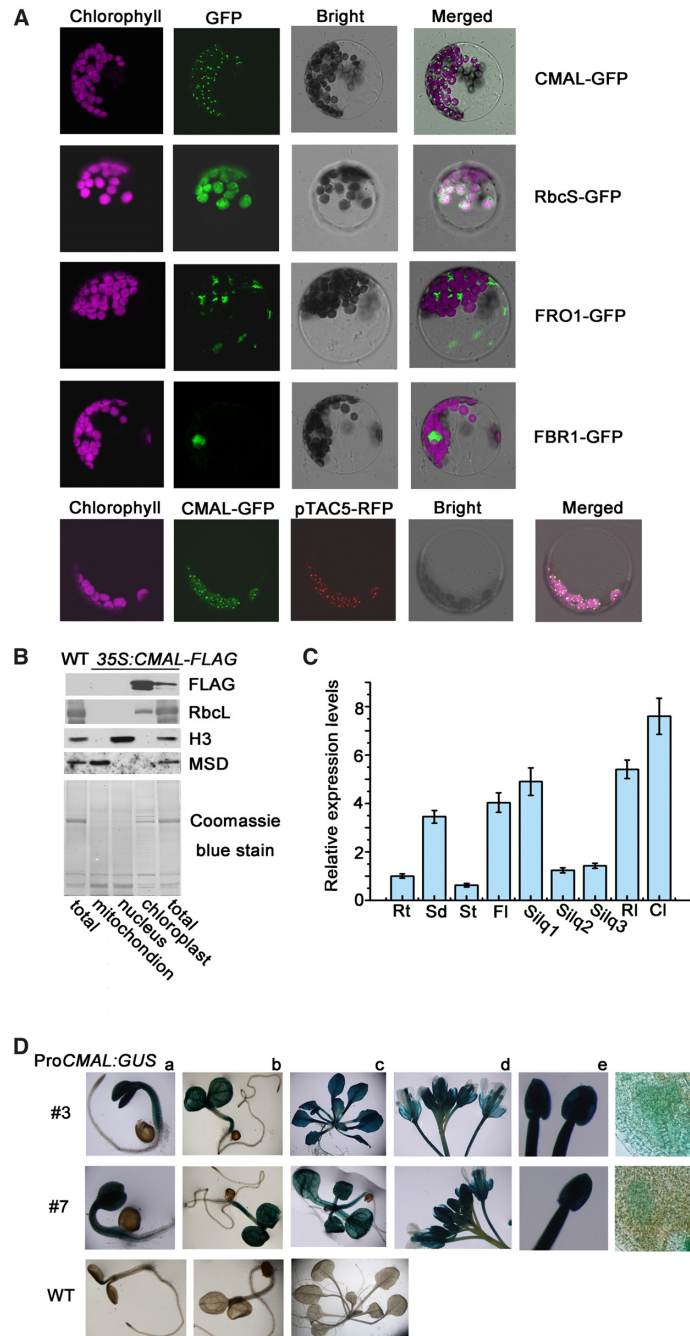 A
Chlorophyll GFP Bright Merged
CMAL-GFP
RbcS-GFP
FRO1-GFP
FBR1-GFP
Chlorophyll CMAL-GFP pTAC5-RFP Bright Merged
B
WT 35S:CMAL-FLAG
FLAG
RbcL
H3
MSD
Coomassie
blue stain
total
mitochondion
nucleus
chloroplast
total
C
Relative expression levels
8
6
4
2
0
Rt Sd St Fl Silq1 Silq2 Silq3 Rl Cl
D
ProCMAL:GUS
a b c d e
#3
#7
WT